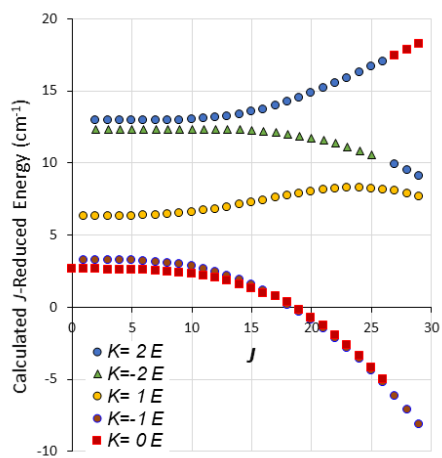 Calculated J-Reduced Energy (cm⁻¹)
20
15
10
5
0
-5
-10
0 5 10 15 20 25 30
J
K= 2 E
K=-2 E
K= 1 E
K=-1 E
K= 0 E